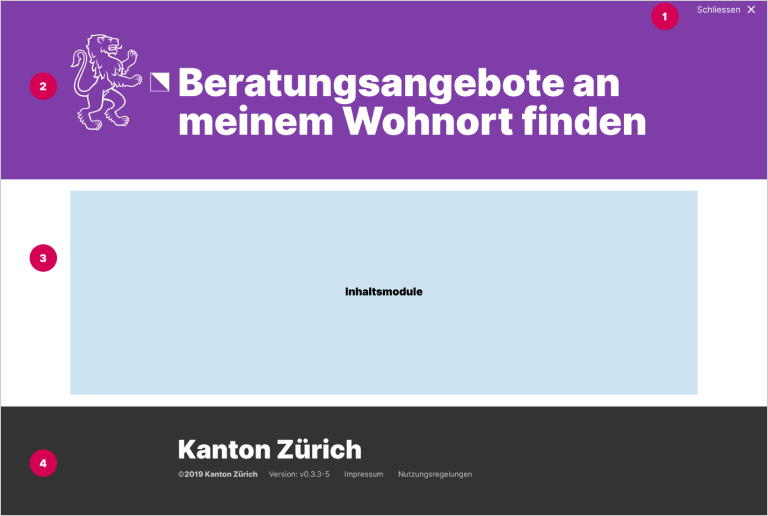 1
Schliessen
2
Beratungsangebote an
meinem Wohnort finden
3
Inhaltsmodule
4
Kanton Zürich
©2019 Kanton Zürich Version: v0.3.3-5 Impressum Nutzungsregelungen